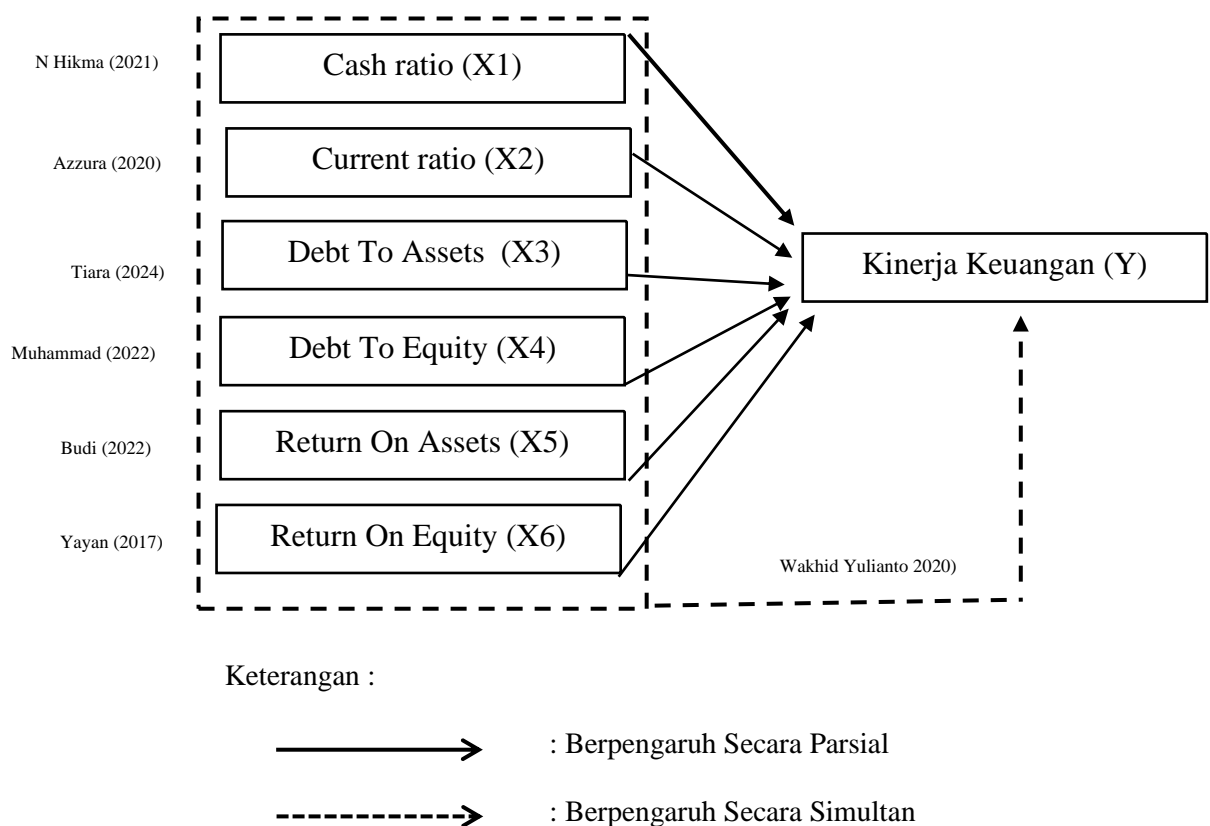 N Hikma (2021)
Cash ratio (X1)
Azzura (2020)
Current ratio (X2)
Tiara (2024)
Debt To Assets (X3)
Kinerja Keuangan (Y)
Muhammad (2022)
Debt To Equity (X4)
Budi (2022)
Return On Assets (X5)
Yayan (2017)
Return On Equity (X6)
Wakhid Yulianto 2020)
Keterangan :
: Berpengaruh Secara Parsial
: Berpengaruh Secara Simultan